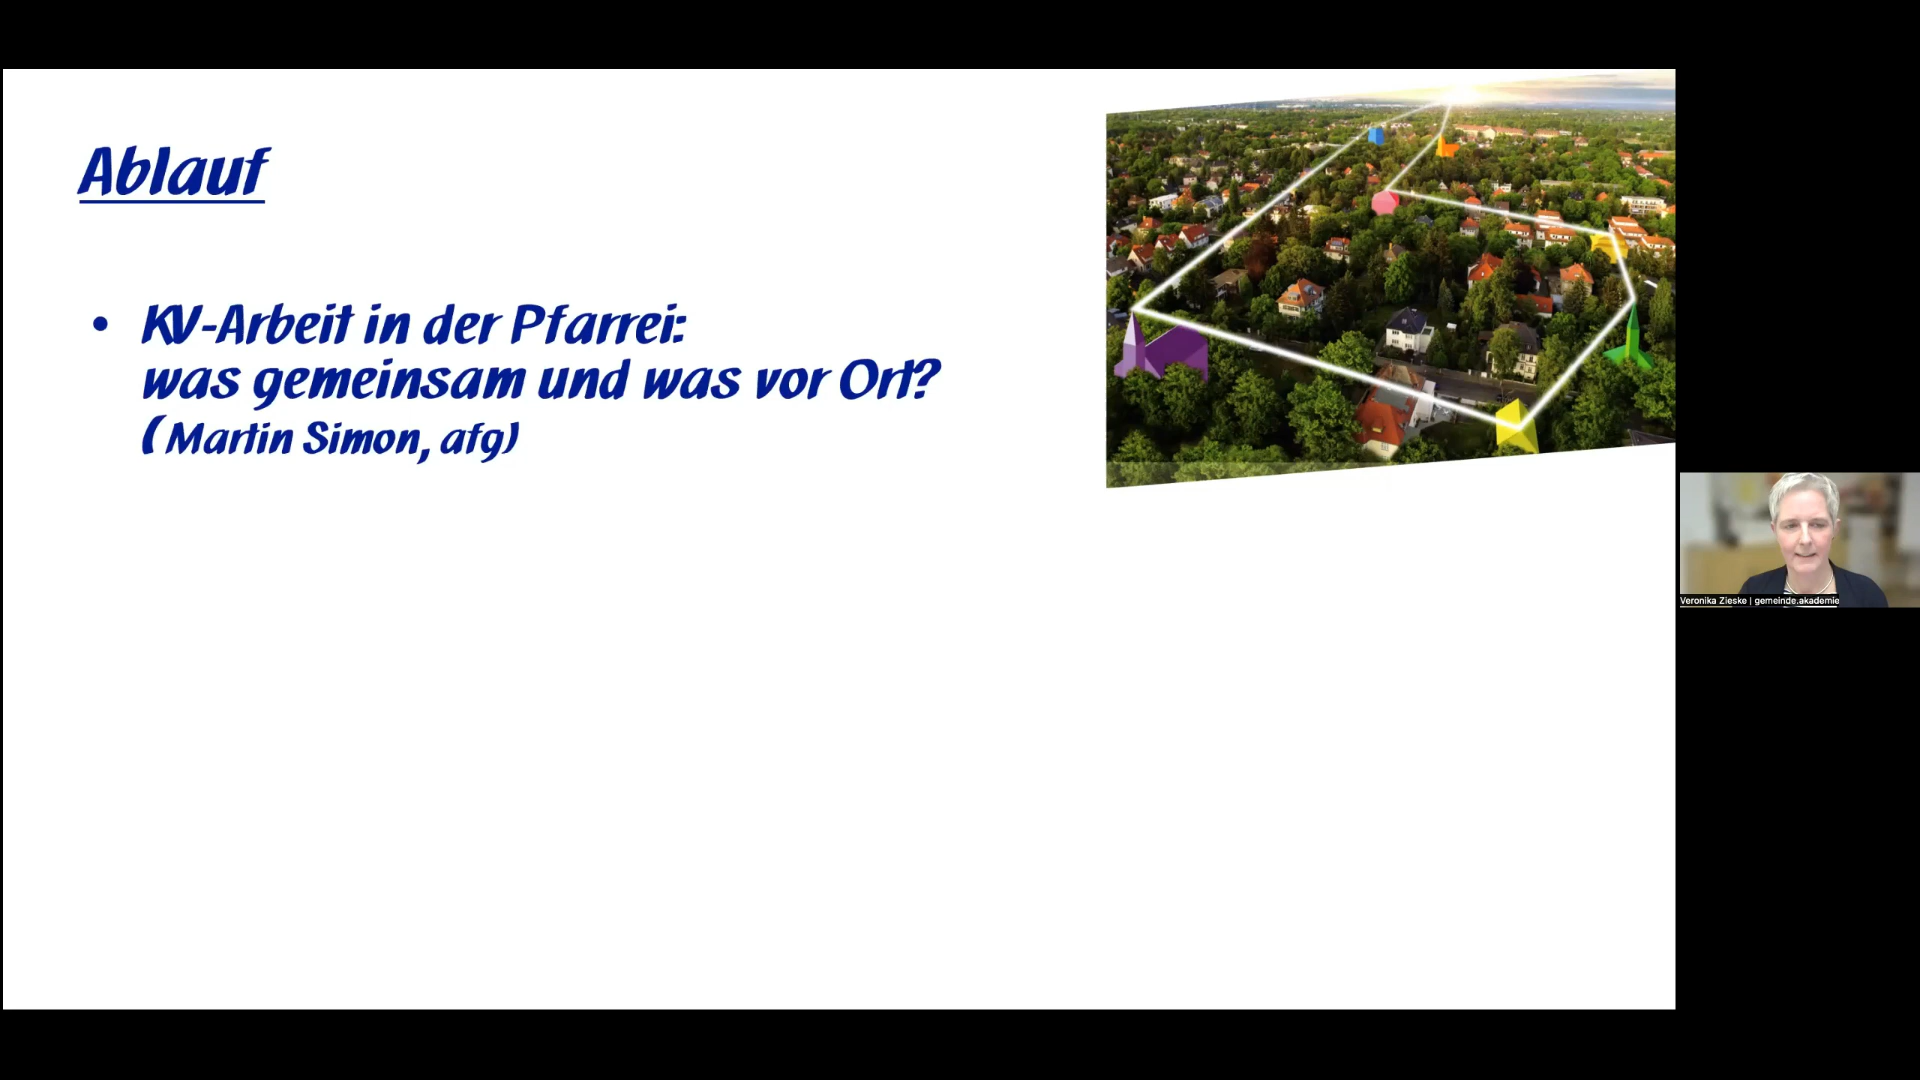 Ablauf
• KV-Arbeit in der Pfarrei:
was gemeinsam und was vor Ort?
(Martin Simon, afg)
Veronika Zieske | gemeinde.akademie